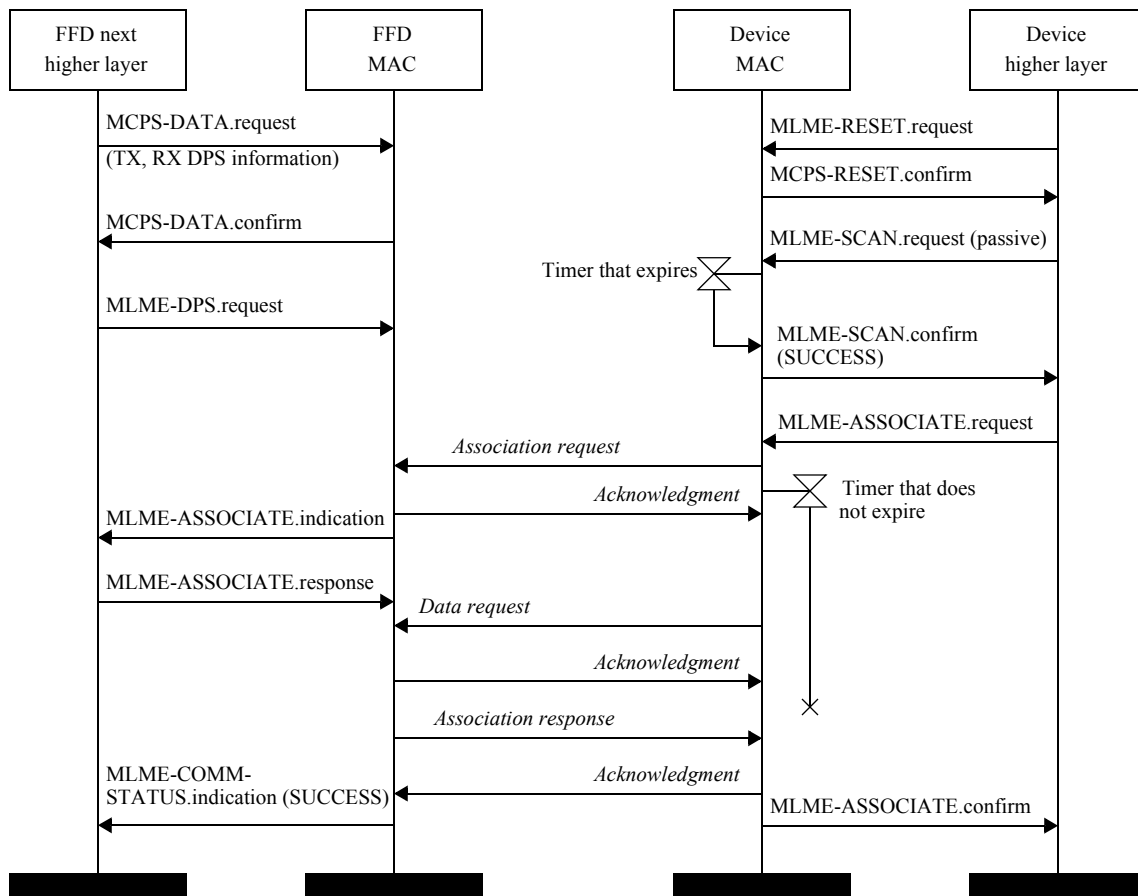 FFD next
higher layer
FFD
MAC
Device
MAC
Device
higher layer
MCPS-DATA.request
(TX, RX DPS information)
MLME-RESET.request
MCPS-RESET.confirm
MCPS-DATA.confirm
MLME-SCAN.request (passive)
Timer that expires
MLME-DPS.request
MLME-SCAN.confirm
(SUCCESS)
MLME-ASSOCIATE.request
Association request
Acknowledgment
Timer that does
not expire
MLME-ASSOCIATE.indication
MLME-ASSOCIATE.response
Data request
Acknowledgment
Association response
Acknowledgment
MLME-COMM-
STATUS.indication (SUCCESS)
MLME-ASSOCIATE.confirm